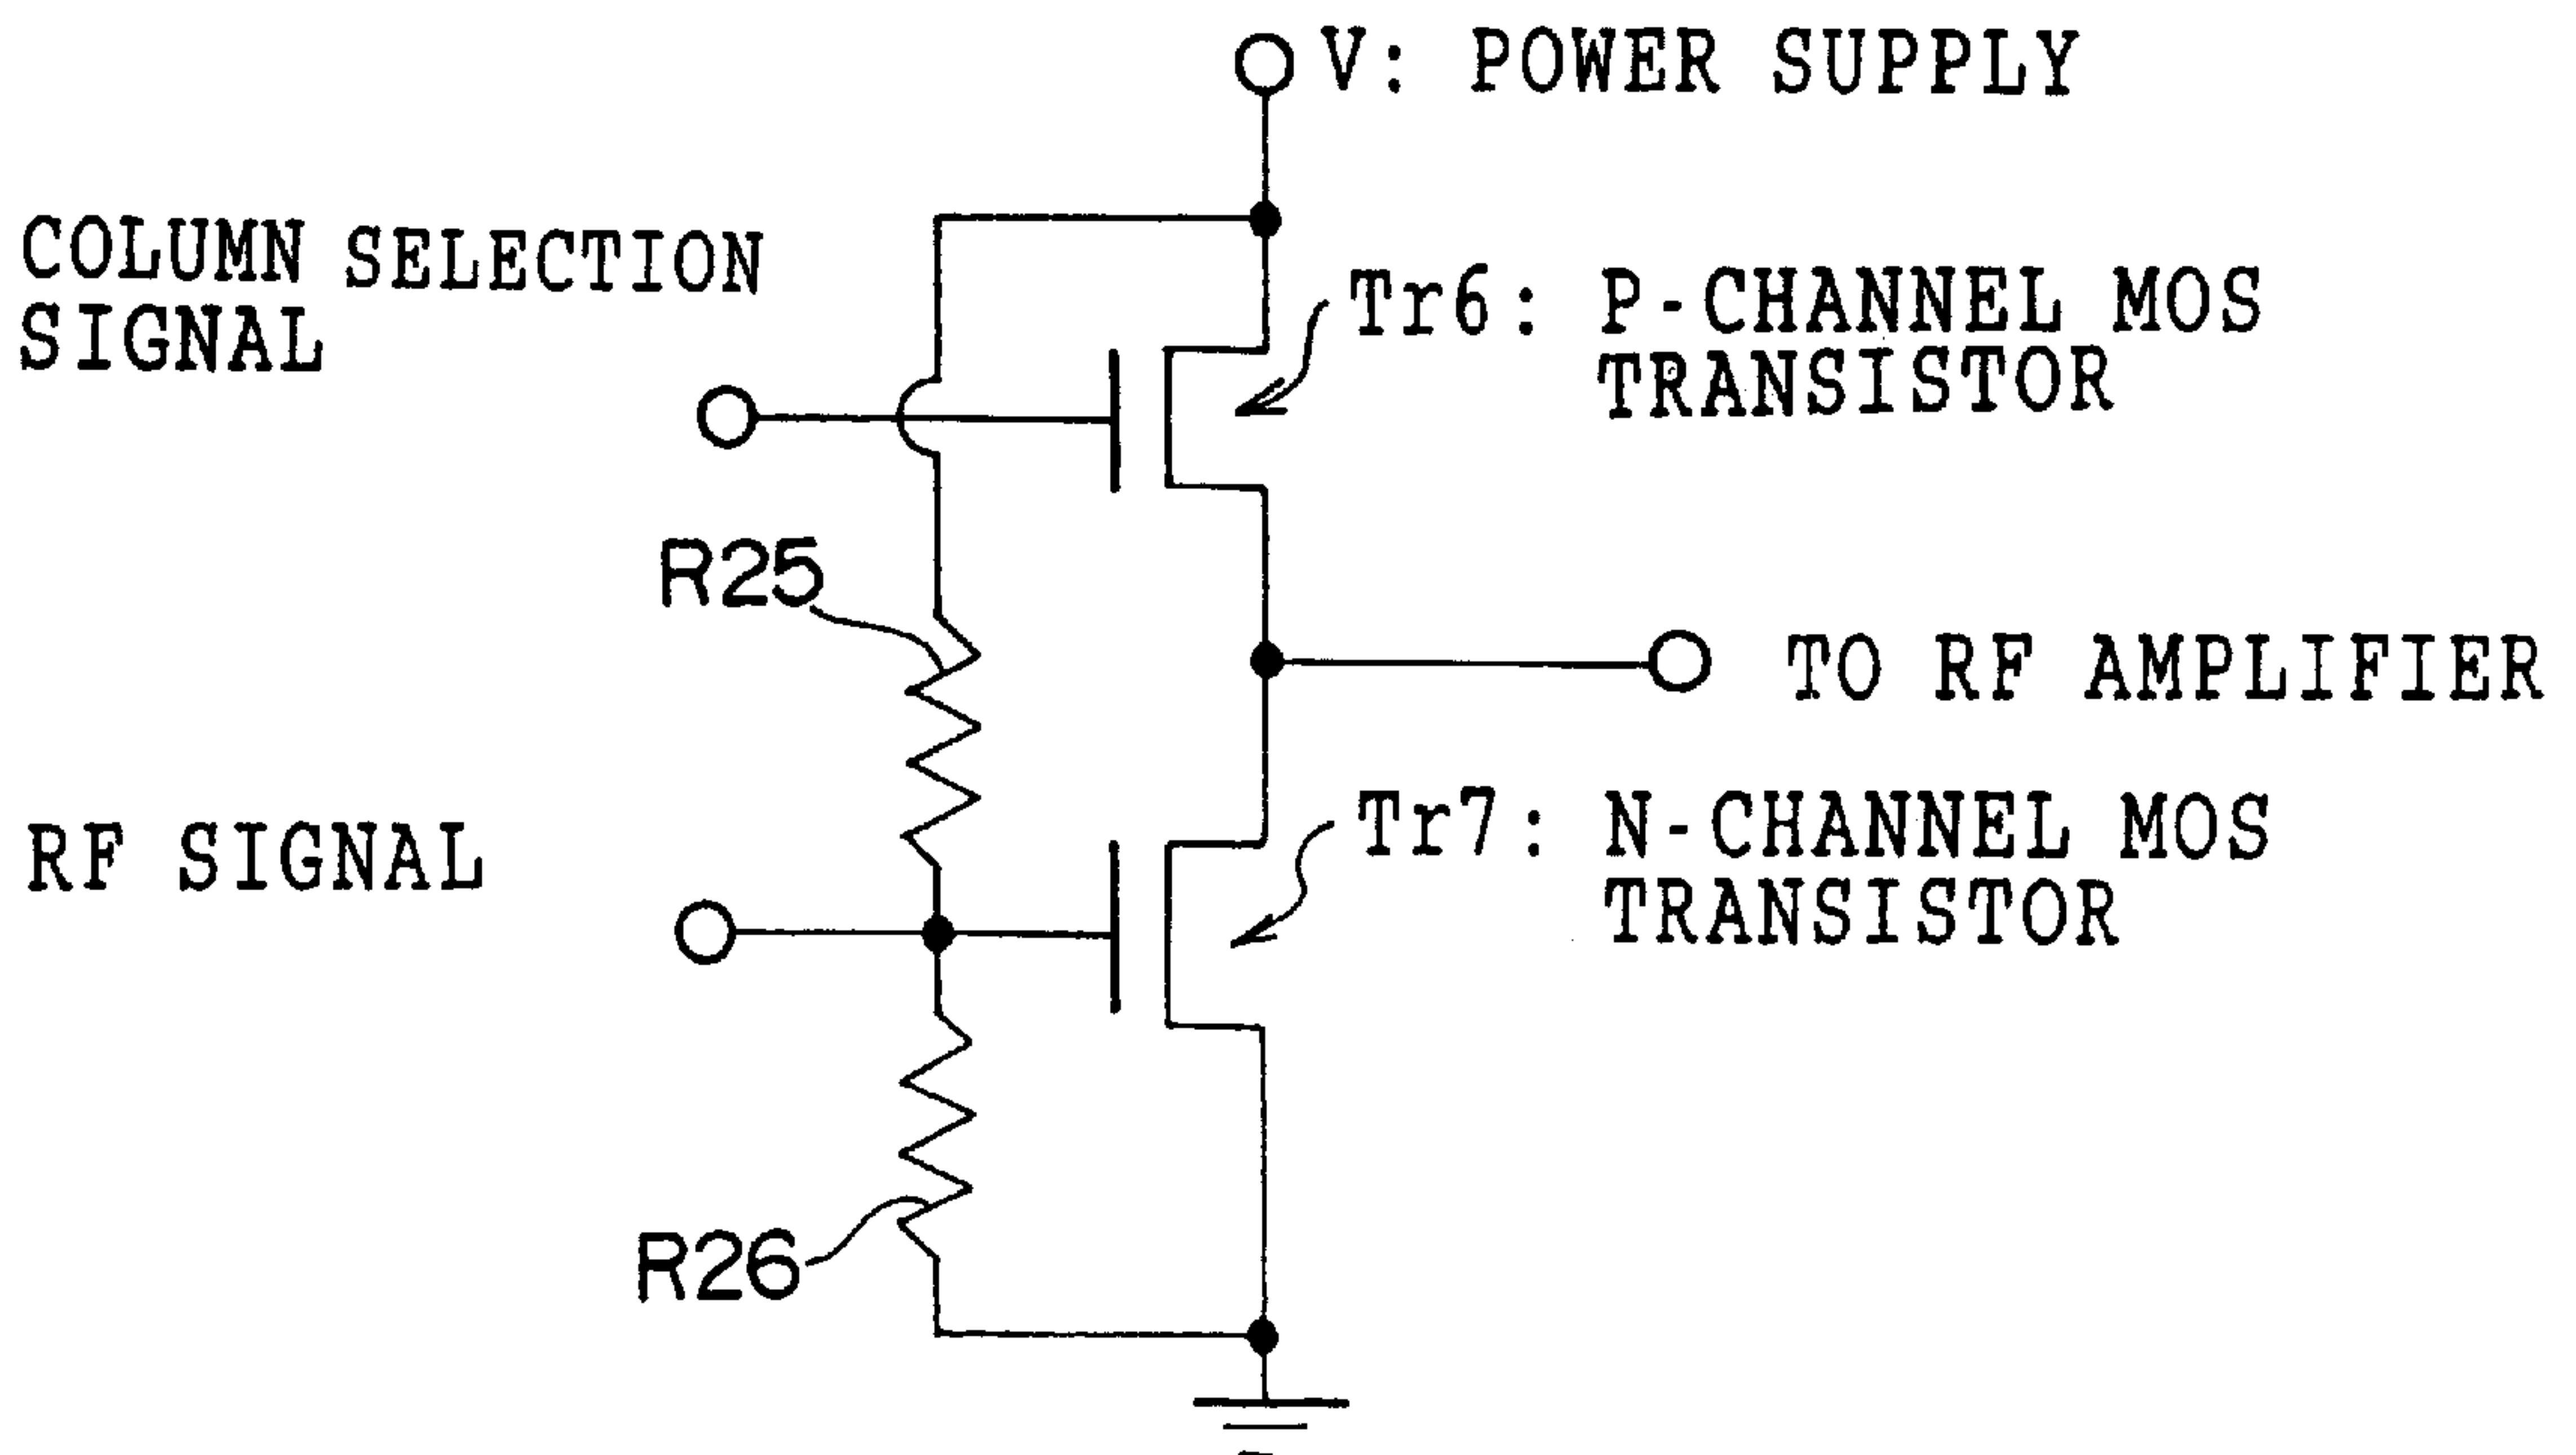 V: POWER SUPPLY
COLUMN SELECTION
SIGNAL
Tr6: P-CHANNEL MOS
TRANSISTOR
R25
TO RF AMPLIFIER
RF SIGNAL
Tr7: N-CHANNEL MOS
TRANSISTOR
R26